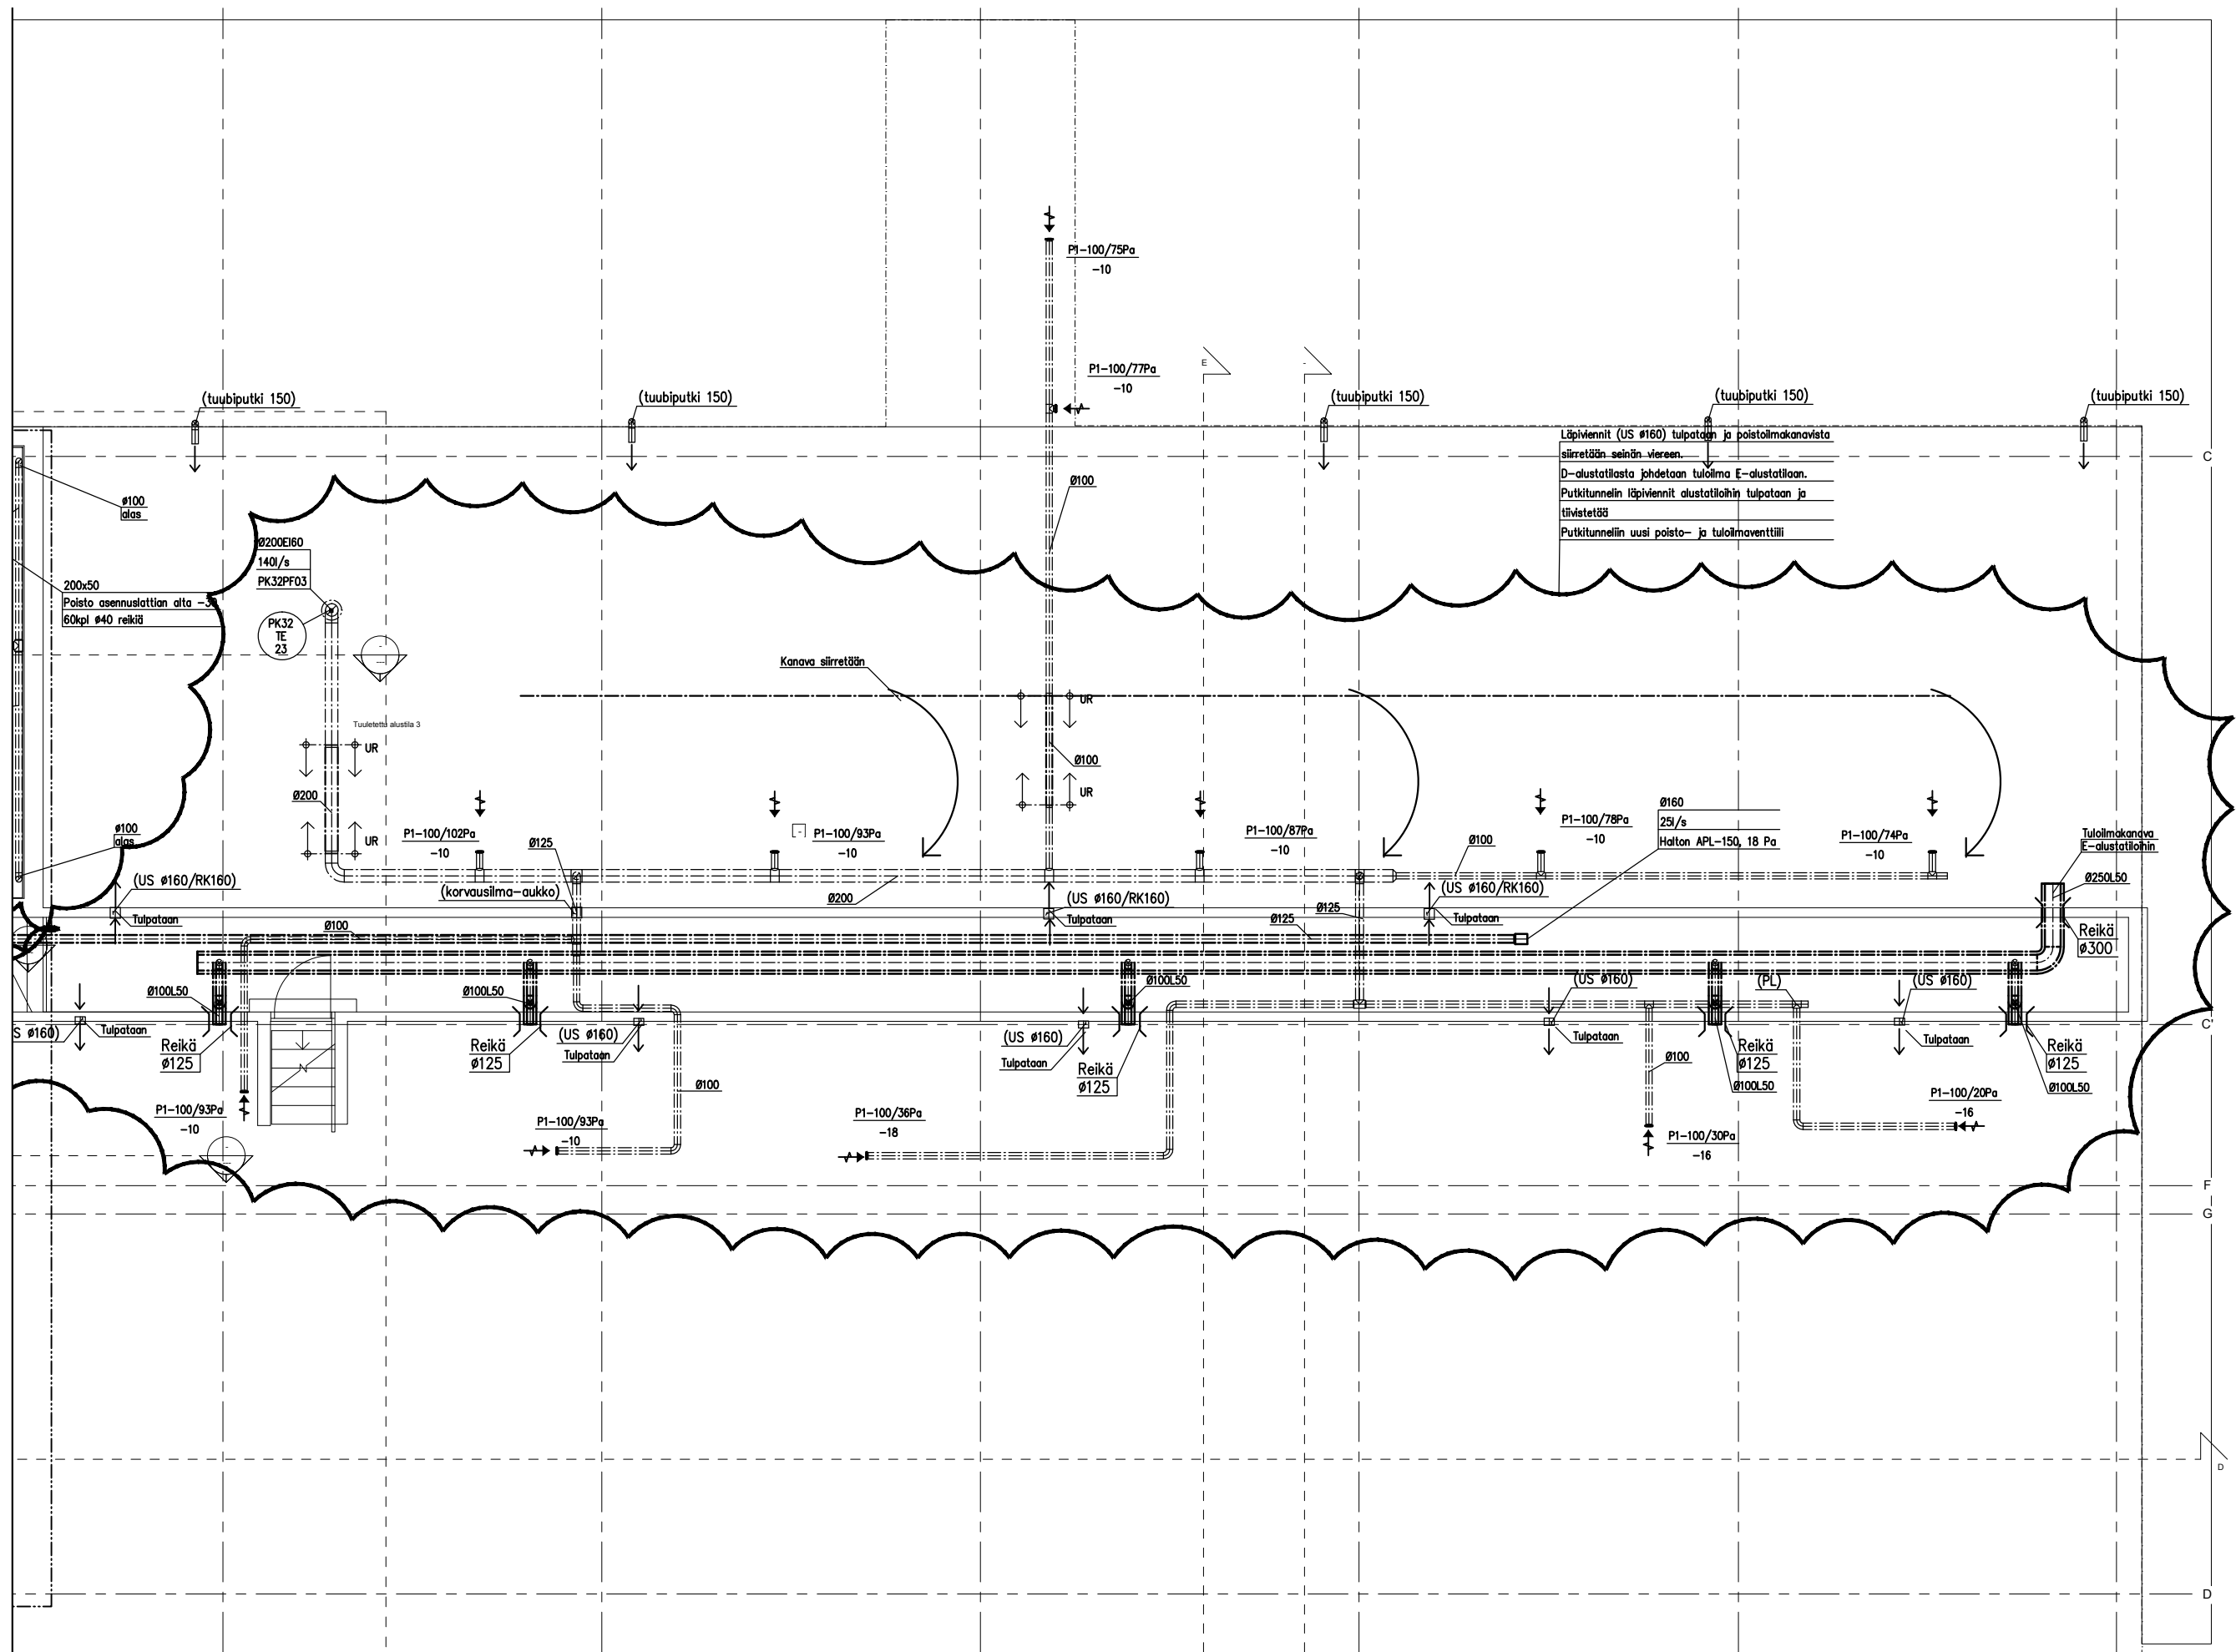 P1-100/75Pa
-10
E
-
P1-100/77Pa
-10
(tuubiputki 150)
(tuubiputki 150)
(tuubiputki 150)
(tuubiputki 150)
(tuubiputki 150)
Läpiviennit (US ø160) tulpataan ja poistoilmakanavista
siirretään seinän viereen.
D-alustatilasta johdetaan tuloilma E-alustatilaan.
Putkitunnelin läpiviennit alustatiloihin tulpataan ja
tiivistetää
Putkitunneliin uusi poisto- ja tuloilmaventtiili
C
ø100
alas
Ø100
Ø200EI60
140l/s
PK32PF03
200x50
Poisto asennuslattian alta
60kpl ø40 reikiä
PK32
TE
23
Kanava siirretään
UR
Tuuletettu alustila 3
UR
Ø100
UR
Ø200
UR
P1-100/102Pa
-10
P1-100/93Pa
-10
P1-100/87Pa
-10
P1-100/78Pa
-10
Ø160
25l/s
Halton APL-150, 18 Pa
P1-100/74Pa
-10
Tuloilmakanava
E-alustatiloihin
Ø250L50
ø100
alas
Ø125
Ø100
(US ø160/RK160)
Tulpataan
(korvausilma-aukko)
Ø200
(US ø160/RK160)
Tulpataan
Ø125
Ø125
(US ø160/RK160)
Tulpataan
Ø100
Reikä
ø300
Ø100L50
Ø100L50
Ø100L50
(US ø160)
(PL)
(US ø160)
S ø160)
Tulpataan
Reikä
ø125
Reikä
ø125
(US ø160)
Tulpataan
(US ø160)
Tulpataan
Reikä
ø125
Tulpataan
Reikä
ø125
Ø100L50
Tulpataan
Reikä
ø125
Ø100L50
C'
Ø100
Ø100
P1-100/93Pa
-10
P1-100/93Pa
-10
P1-100/36Pa
-18
P1-100/30Pa
-16
P1-100/20Pa
-16
F
G
D
D